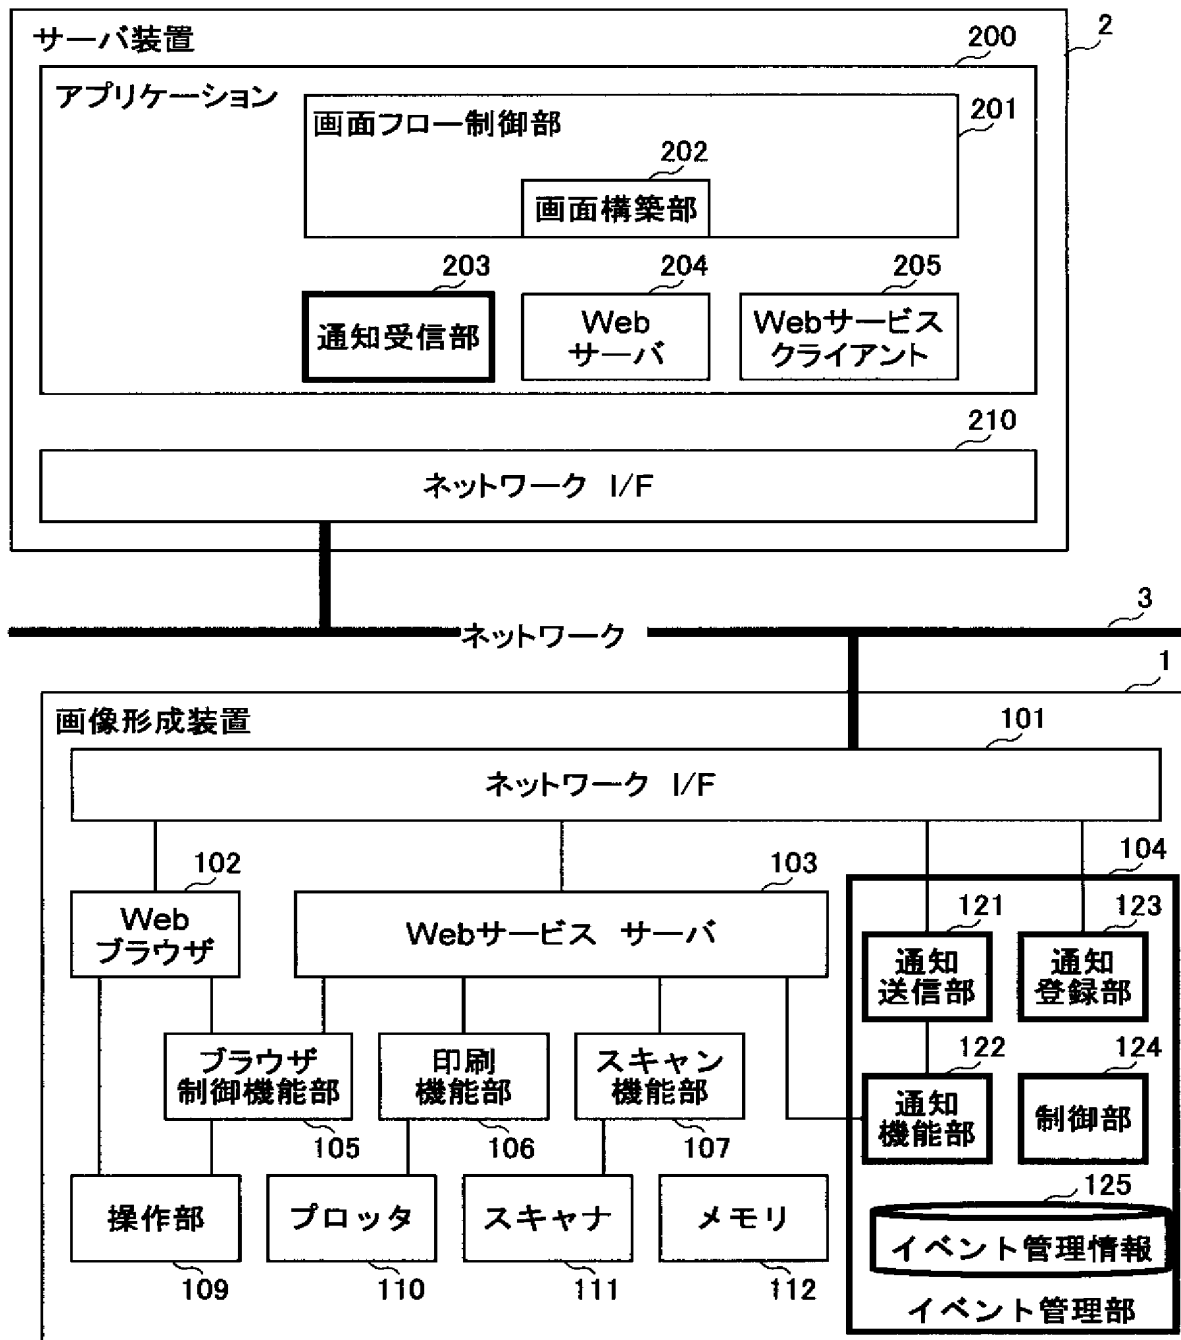 2
サーバ装置
200
アプリケーション
201
画面フロー制御部
202
画面構築部
203
204
205
通知受信部
Web
サーバ
Webサービス
クライアント
210
ネットワーク I/F
3
ネットワーク
1
画像形成装置
101
ネットワーク I/F
102
103
104
Web
ブラウザ
Webサービス サーバ
121
123
通知
送信部
通知
登録部
ブラウザ
制御機能部
印刷
機能部
スキャン
機能部
122
124
通知
機能部
制御部
105
106
107
操作部
プロッタ
スキャナ
メモリ
125
イベント管理情報
109
110
111
112
イベント管理部